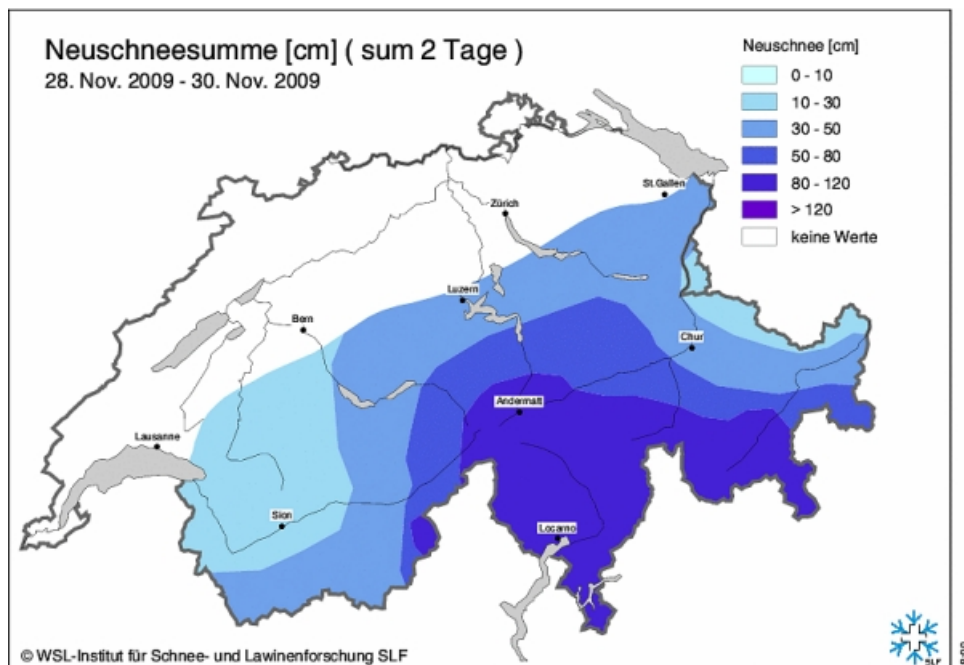 Neuschneesumme [cm] ( sum 2 Tage )
28. Nov. 2009 - 30. Nov. 2009
Neuschnee [cm]
0 - 10
10 - 30
30 - 50
50 - 80
80 - 120
> 120
keine Werte
St.Gallen
Zürich
Luzern
Bern
Chur
Andermatt
Lausanne
Sion
Locarno
© WSL-Institut für Schnee- und Lawinenforschung SLF
SLF